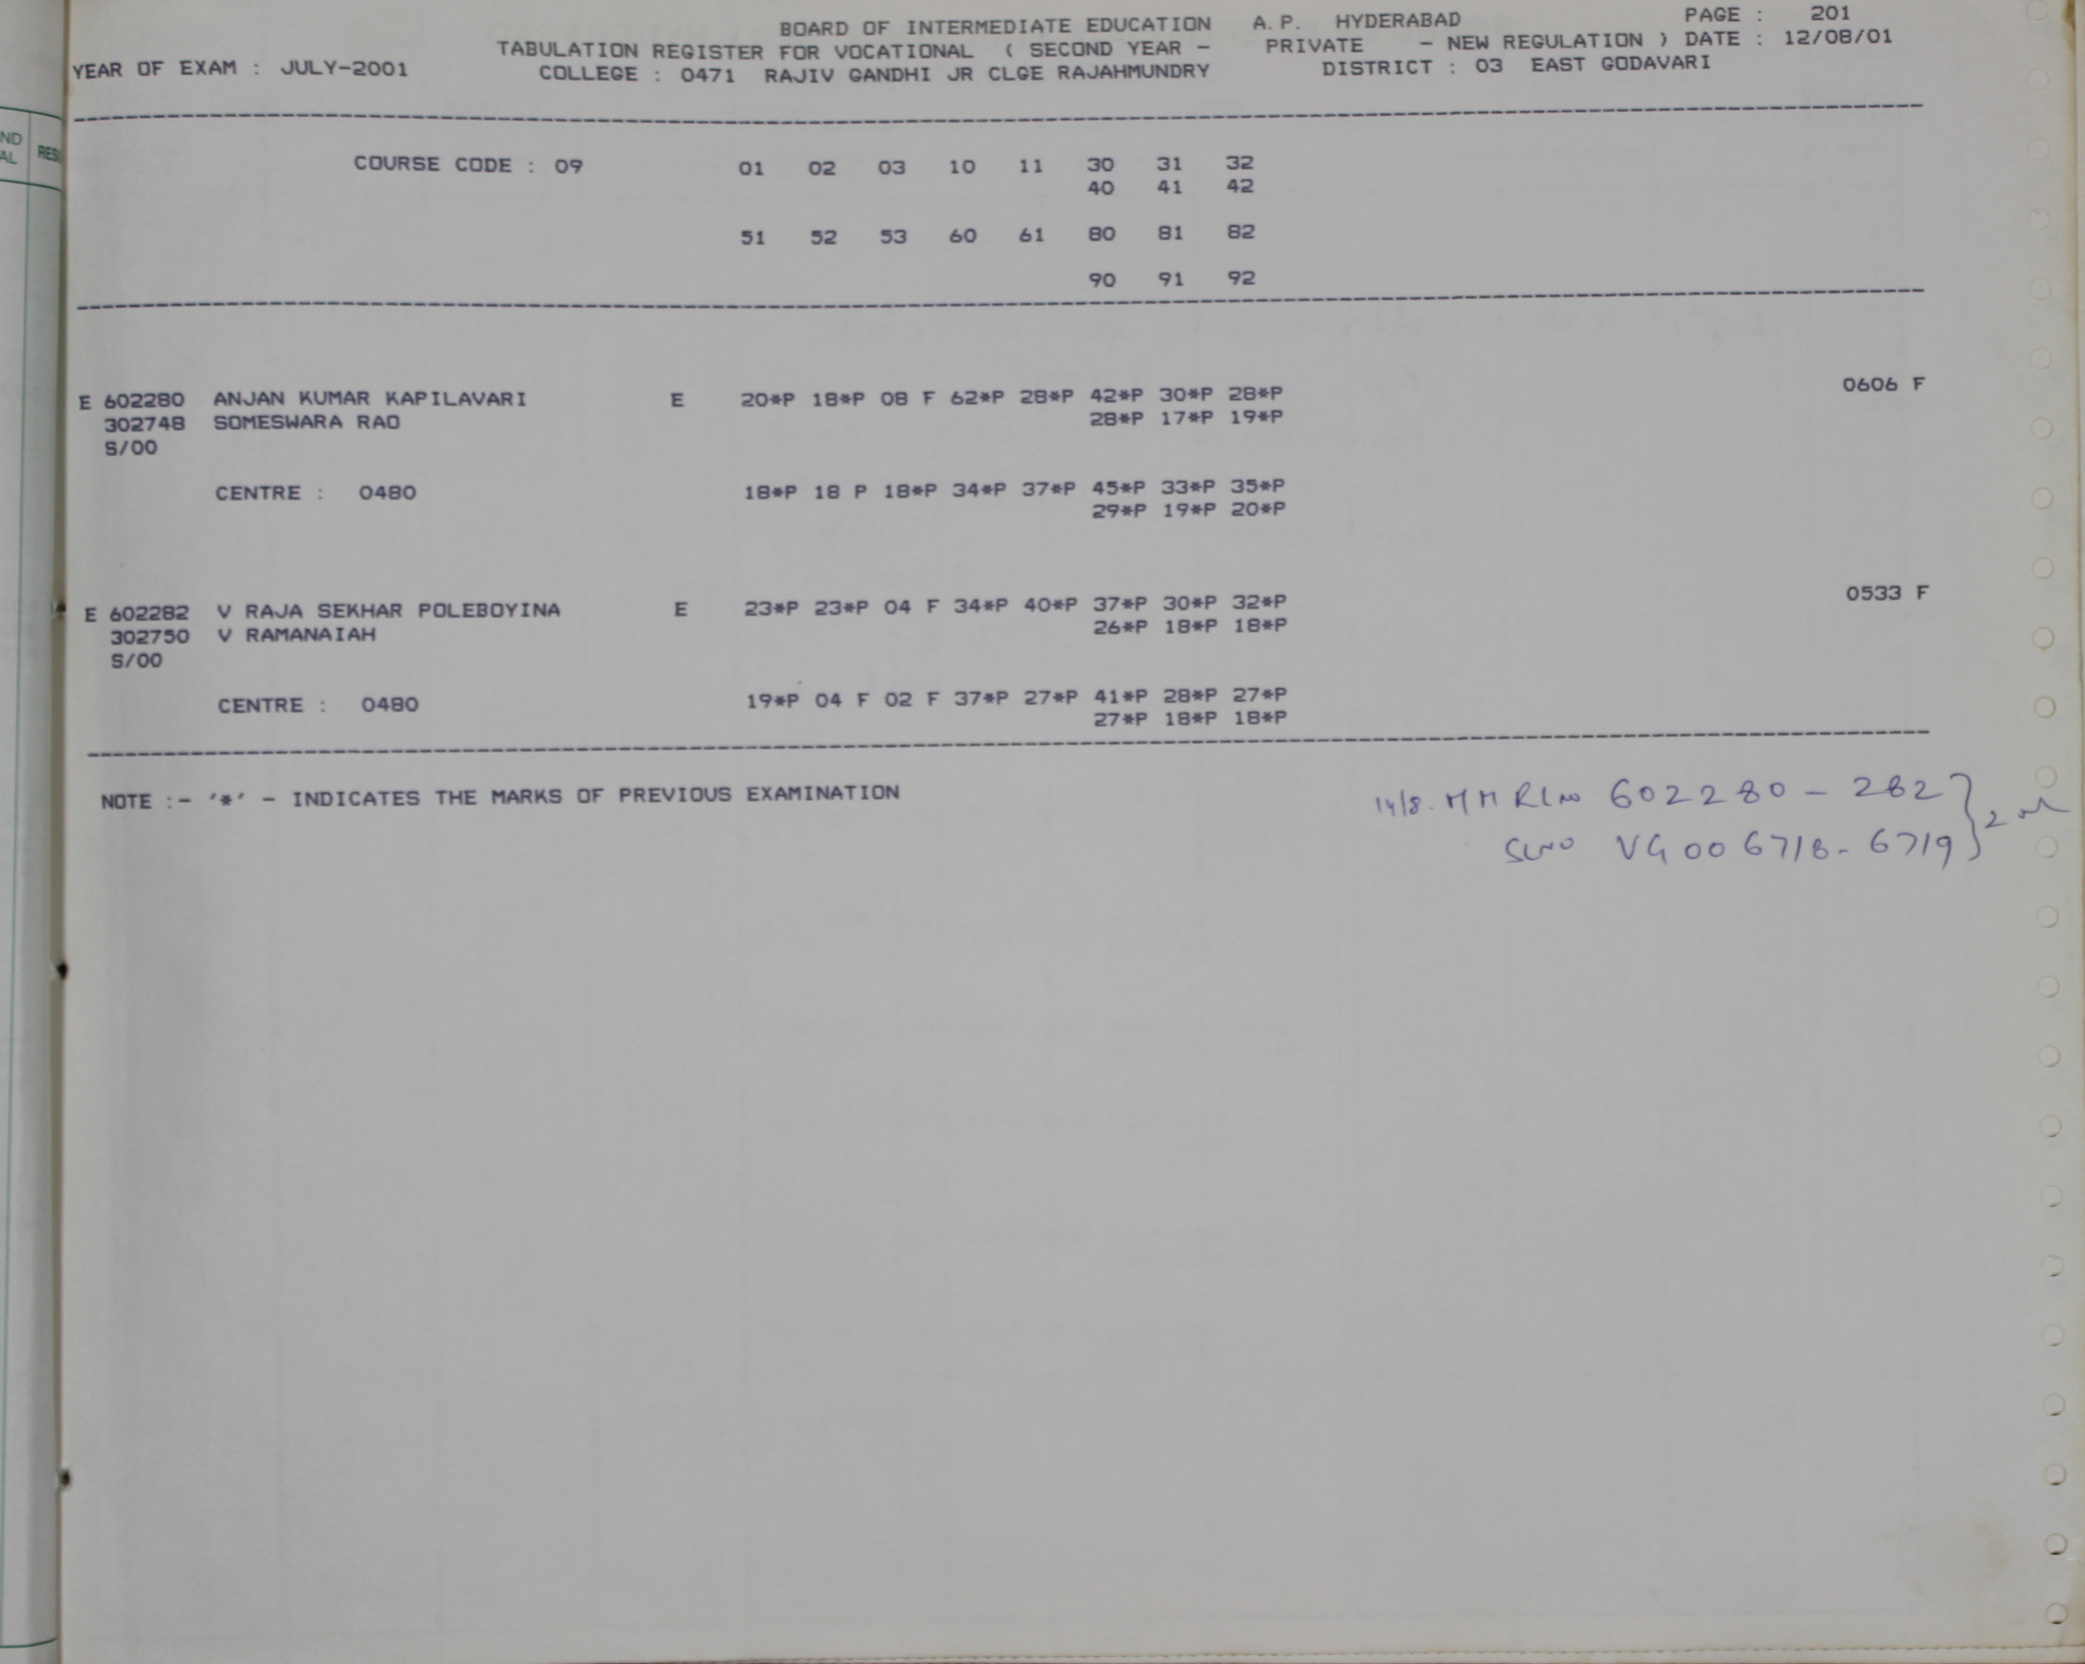 BOARD OF INTERMEDIATE EDUCATION A.P. HYDERABAD PAGE : 201
TABULATION REGISTER FOR VOCATIONAL ( SECOND YEAR - PRIVATE - NEW REGULATION ) DATE : 12/08/01
YEAR OF EXAM : JULY-2001 COLLEGE : 0471 RAJIV GANDHI JR CLGE RAJAHMUNDRY DISTRICT : 03 EAST GODAVARI
COURSE CODE : 09 01 02 03 10 11 30 31 32
40 41 42
51 52 53 60 61 80 81 82
90 91 92
E 602280 ANJAN KUMAR KAPILAVARI E 20*P 18*P 08 F 62*P 28*P 42*P 30*P 28*P 0606 F
302748 SOMESWARA RAO 28*P 17*P 19*P
S/00
CENTRE : 0480 18*P 18 P 18*P 34*P 37*P 45*P 33*P 35*P
29*P 19*P 20*P
E 602282 V RAJA SEKHAR POLEBOYINA E 23*P 23*P 04 F 34*P 40*P 37*P 30*P 32*P 0533 F
302750 V RAMANAIAH 26*P 18*P 18*P
S/00
CENTRE : 0480 19*P 04 F 02 F 37*P 27*P 41*P 28*P 27*P
27*P 18*P 18*P
NOTE :- '*' - INDICATES THE MARKS OF PREVIOUS EXAMINATION
14/8. MM 602280 - 282
Slno VG 006718 - 6719 } 2